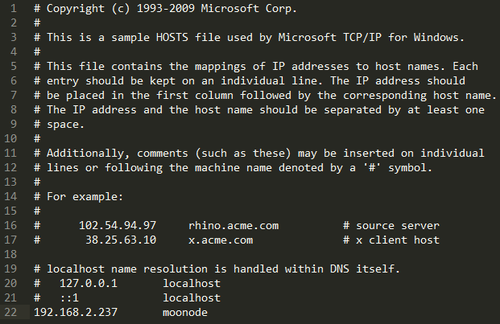 1 # Copyright (c) 1993-2009 Microsoft Corp.
2 #
3 # This is a sample HOSTS file used by Microsoft TCP/IP for Windows.
4 #
5 # This file contains the mappings of IP addresses to host names. Each
6 # entry should be kept on an individual line. The IP address should
7 # be placed in the first column followed by the corresponding host name.
8 # The IP address and the host name should be separated by at least one
9 # space.
10 #
11 # Additionally, comments (such as these) may be inserted on individual
12 # lines or following the machine name denoted by a '#' symbol.
13 #
14 # For example:
15 #
16 #      102.54.94.97     rhino.acme.com          # source server
17 #       38.25.63.10     x.acme.com              # x client host
18
19 # localhost name resolution is handled within DNS itself.
20 #   127.0.0.1       localhost
21 #   ::1             localhost
22 192.168.2.237       moonode